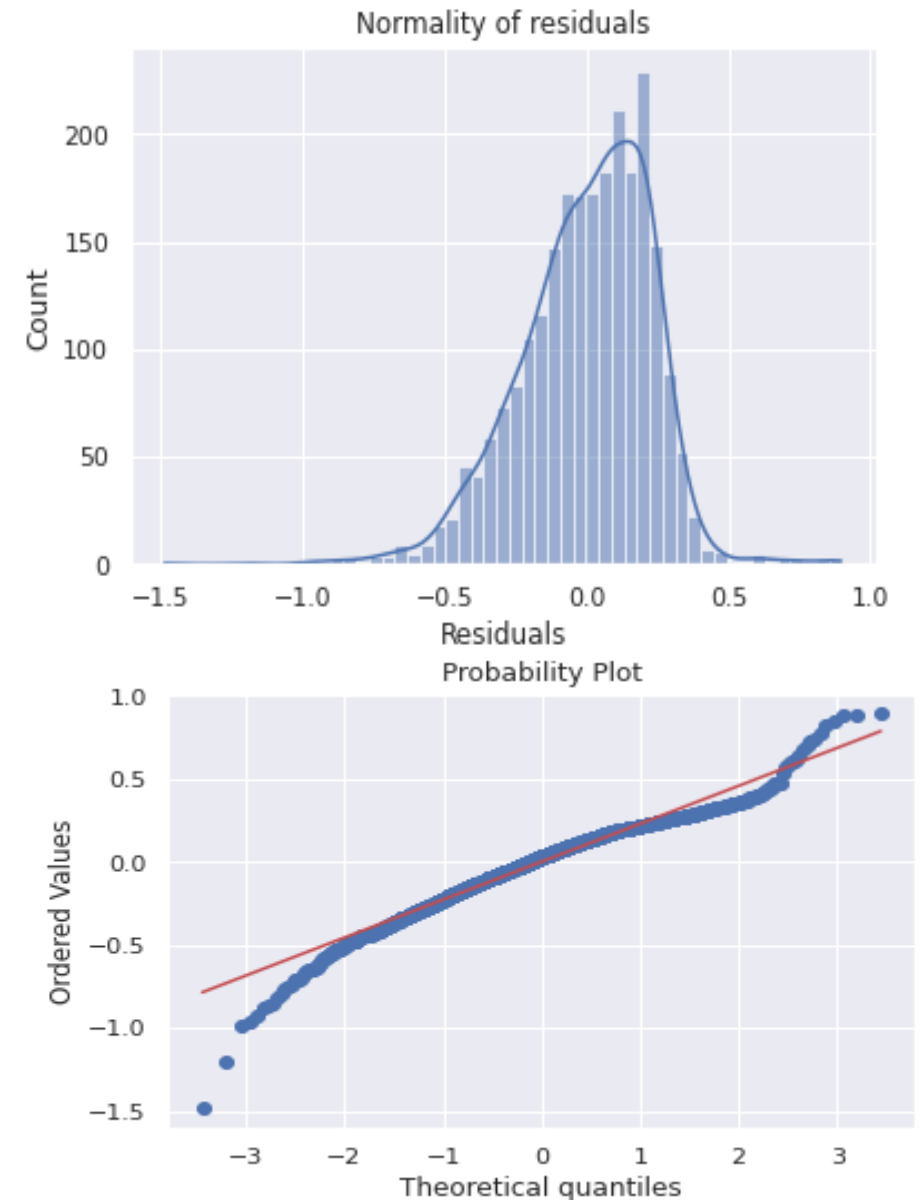 Normality of residuals
200
150
100
50
0
Count
−1.5 −1.0 −0.5 0.0 0.5 1.0
Residuals
Probability Plot
1.0
0.5
0.0
−0.5
−1.0
−1.5
Ordered Values
−3 −2 −1 0 1 2 3
Theoretical quantiles